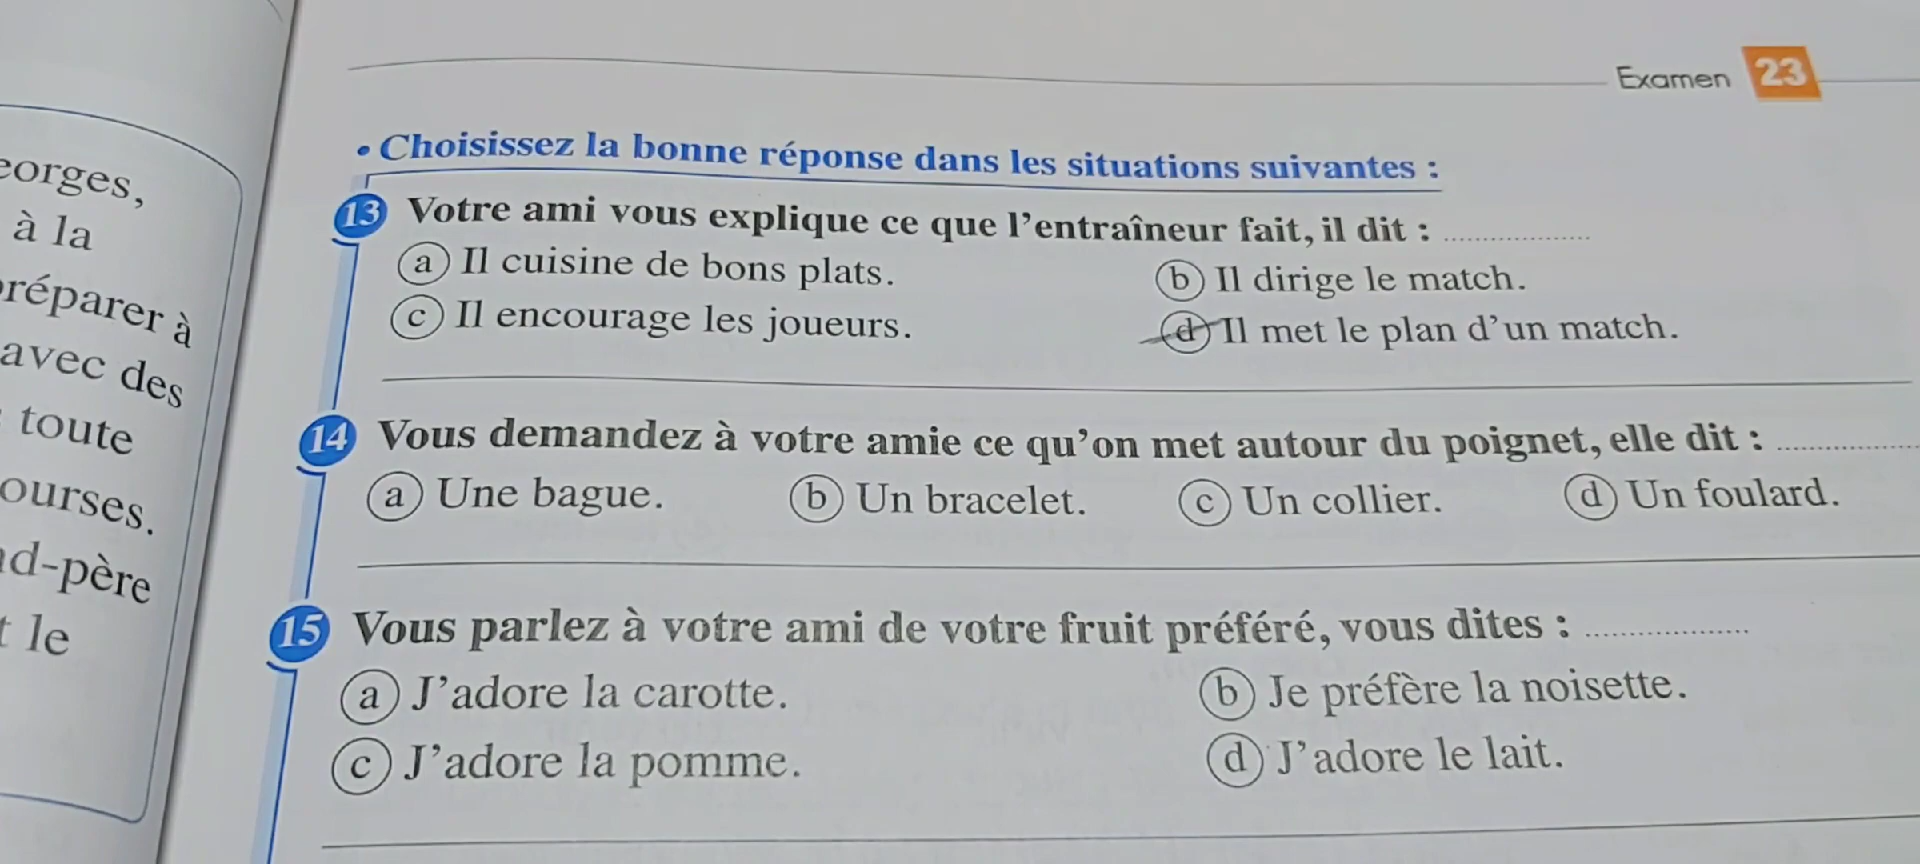 Examen 23
eorges,
à la
réparer à
avec des
toute
ourses.
d-père
t le
• Choisissez la bonne réponse dans les situations suivantes :
13 Votre ami vous explique ce que l'entraîneur fait, il dit : ....................
a Il cuisine de bons plats.
b Il dirige le match.
c Il encourage les joueurs.
d Il met le plan d'un match.
14 Vous demandez à votre amie ce qu'on met autour du poignet, elle dit : ....................
a Une bague.
b Un bracelet.
c Un collier.
d Un foulard.
15 Vous parlez à votre ami de votre fruit préféré, vous dites : ....................
a J'adore la carotte.
b Je préfère la noisette.
c J'adore la pomme.
d J'adore le lait.